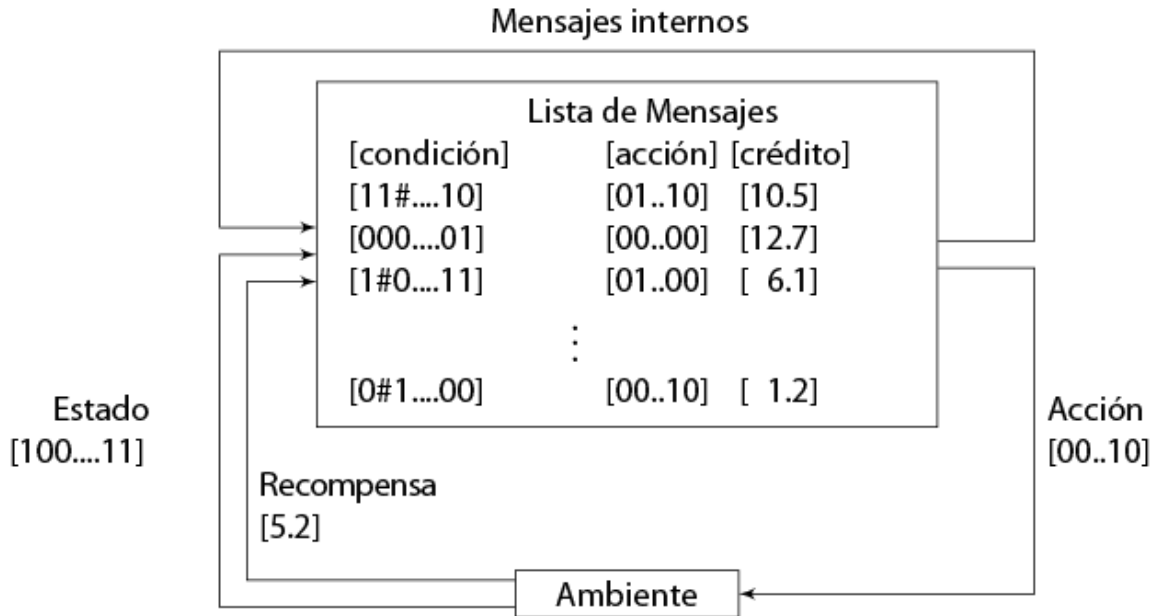 Mensajes internos
Lista de Mensajes
[condición] [acción] [crédito]
[11#....10] [01..10] [10.5]
[000....01] [00..00] [12.7]
[1#0....11] [01..00] [ 6.1]
⋮
[0#1....00] [00..10] [ 1.2]
Estado
[100....11]
Acción
[00..10]
Recompensa
[5.2]
Ambiente